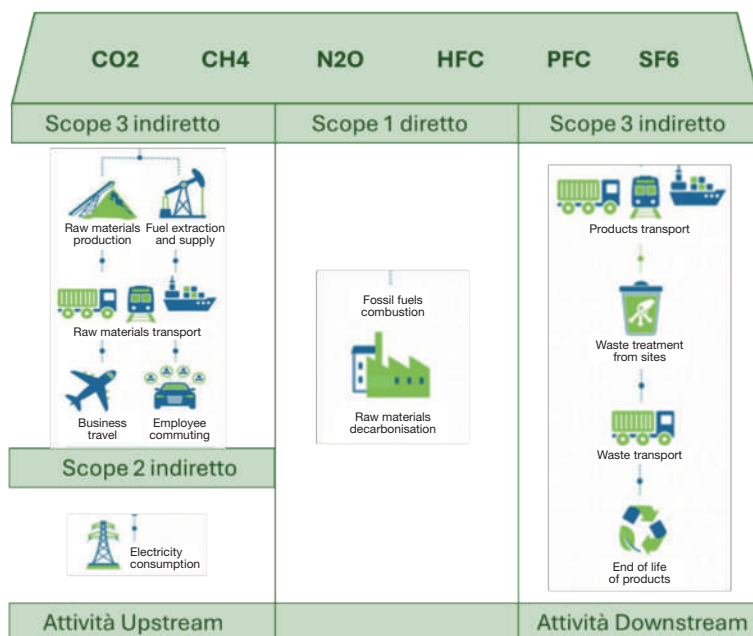 CO2 CH4 N2O HFC PFC SF6
Scope 3 indiretto
Scope 1 diretto
Scope 3 indiretto
Raw materials
production
Fuel extraction
and supply
Raw materials transport
Business
travel
Employee
commuting
Scope 2 indiretto
Electricity
consumption
Fossil fuels
combustion
Raw materials
decarbonisation
Products transport
Waste treatment
from sites
Waste transport
End of life
of products
Attività Upstream
Attività Downstream